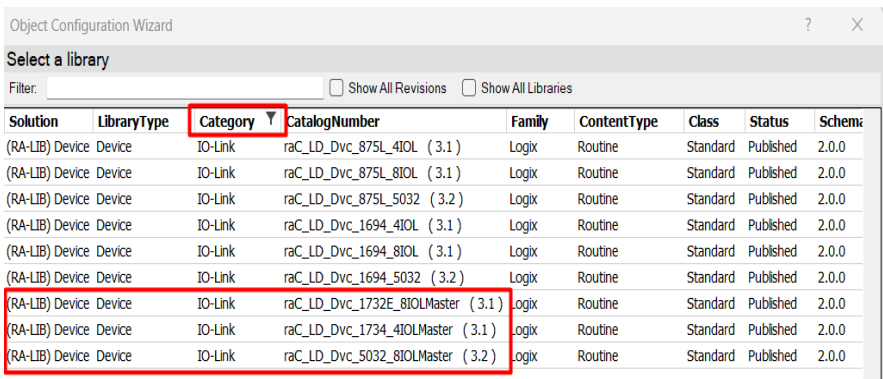 Object Configuration Wizard ? X
Select a library
Filter: Show All Revisions Show All Libraries
Solution LibraryType Category CatalogNumber Family ContentType Class Status Schema
(RA-LIB) Device Device IO-Link raC_LD_Dvc_875L_4IOL (3.1) Logix Routine Standard Published 2.0.0
(RA-LIB) Device Device IO-Link raC_LD_Dvc_875L_8IOL (3.1) Logix Routine Standard Published 2.0.0
(RA-LIB) Device Device IO-Link raC_LD_Dvc_875L_5032 (3.2) Logix Routine Standard Published 2.0.0
(RA-LIB) Device Device IO-Link raC_LD_Dvc_1694_4IOL (3.1) Logix Routine Standard Published 2.0.0
(RA-LIB) Device Device IO-Link raC_LD_Dvc_1694_8IOL (3.1) Logix Routine Standard Published 2.0.0
(RA-LIB) Device Device IO-Link raC_LD_Dvc_1694_5032 (3.2) Logix Routine Standard Published 2.0.0
(RA-LIB) Device Device IO-Link raC_LD_Dvc_1732E_8IOLMaster (3.1) Logix Routine Standard Published 2.0.0
(RA-LIB) Device Device IO-Link raC_LD_Dvc_1734_4IOLMaster (3.1) Logix Routine Standard Published 2.0.0
(RA-LIB) Device Device IO-Link raC_LD_Dvc_5032_8IOLMaster (3.2) Logix Routine Standard Published 2.0.0